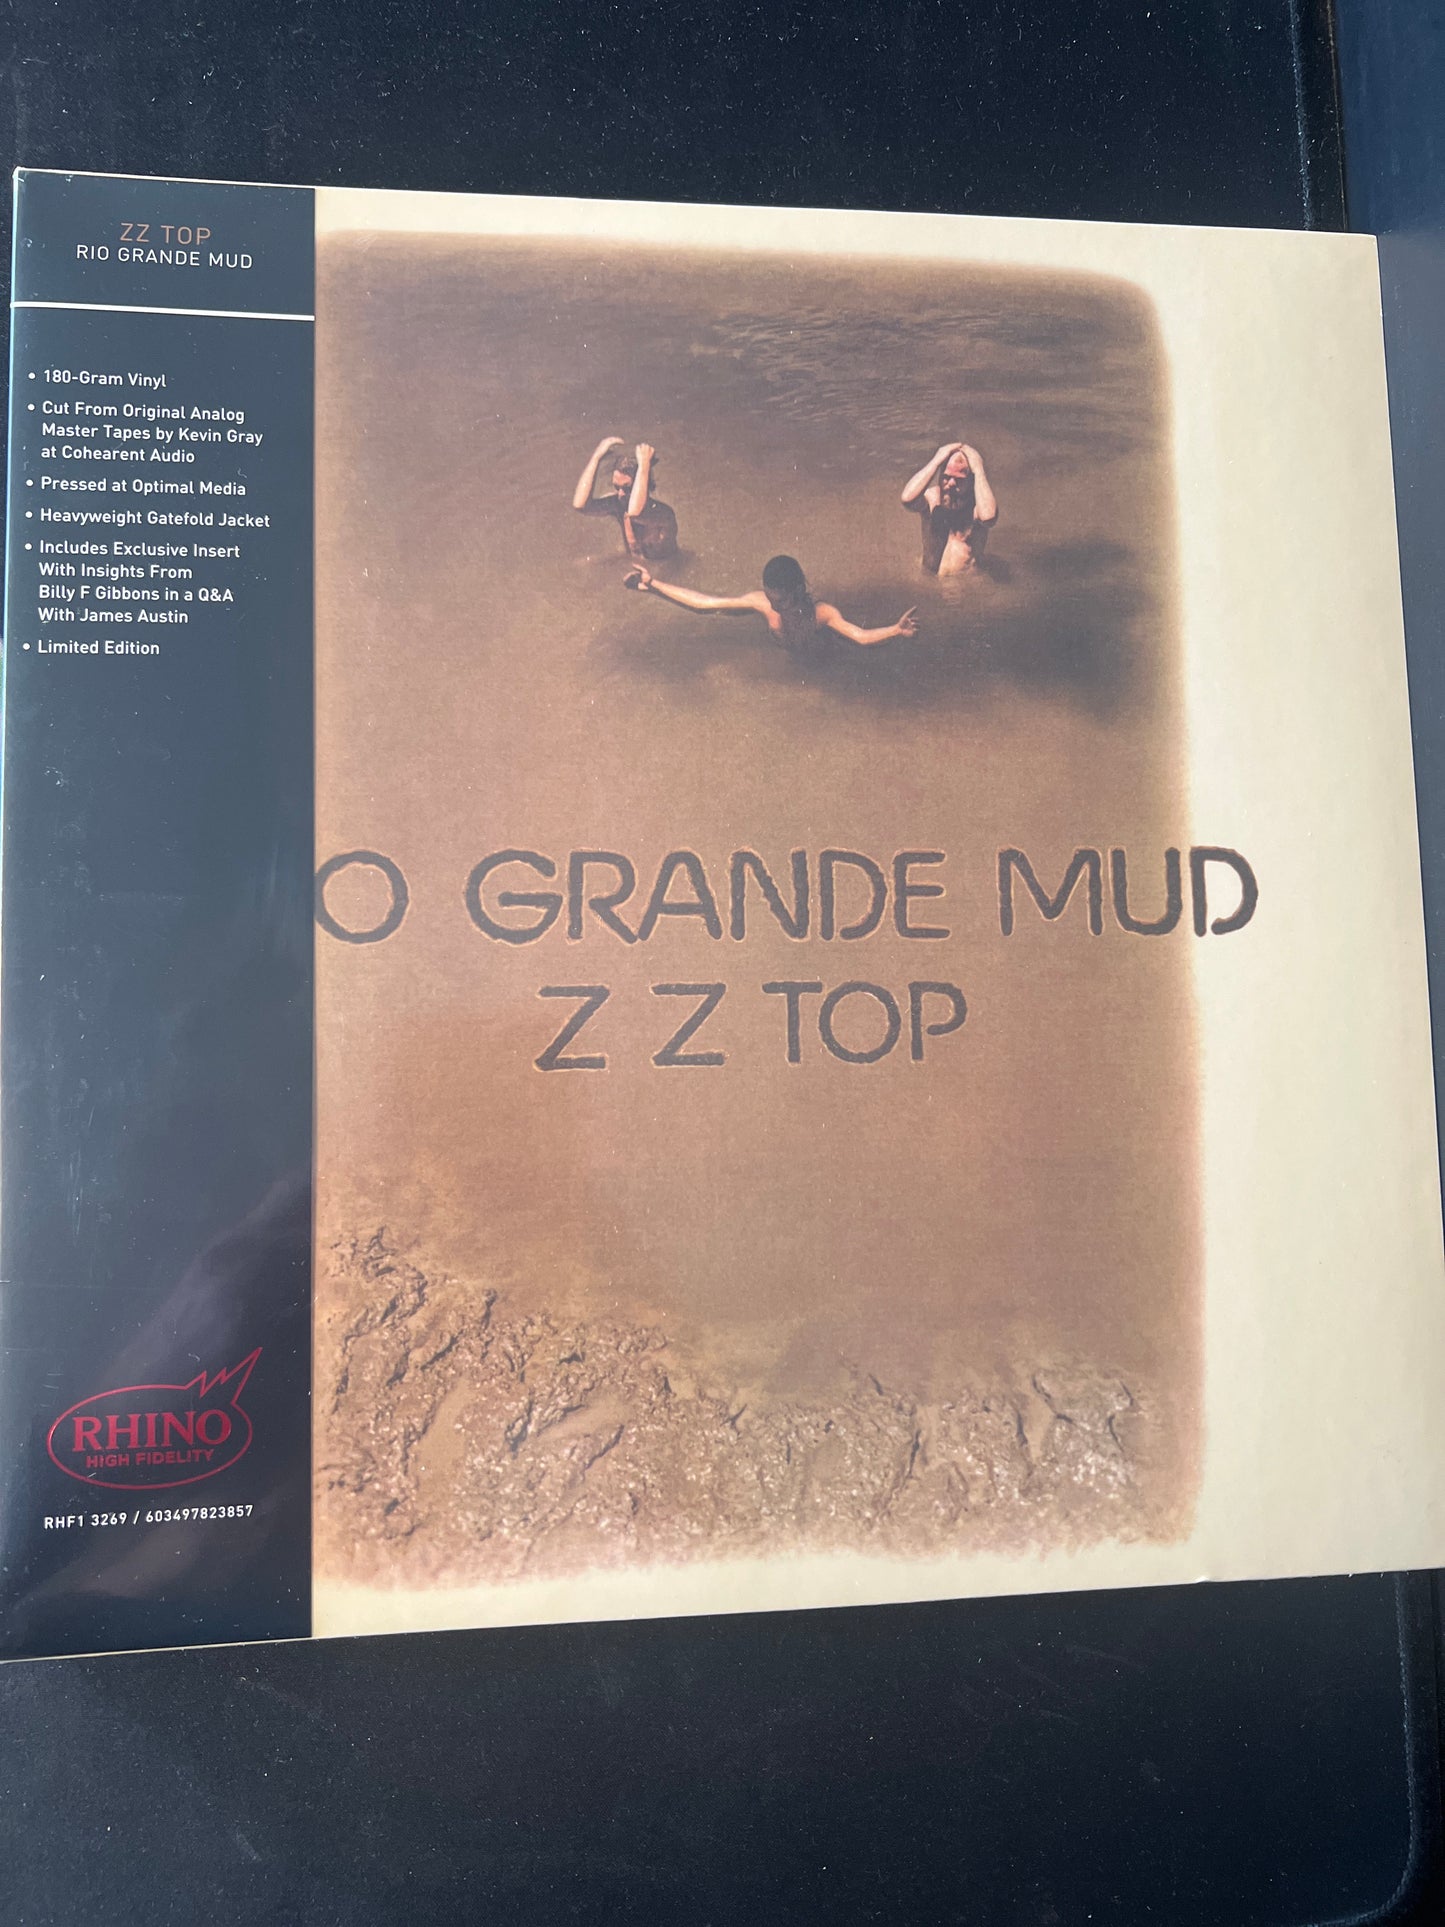 ZZ TOP
RIO GRANDE MUD
• 180-Gram Vinyl
• Cut From Original Analog
Master Tapes by Kevin Gray
at Cohearent Audio
• Pressed at Optimal Media
• Heavyweight Gatefold Jacket
• Includes Exclusive Insert
With Insights From
Billy F Gibbons in a Q&A
With James Austin
• Limited Edition
RHINO
HIGH FIDELITY
RHF1 3269 / 603497823857
O GRANDE MUD
Z Z TOP